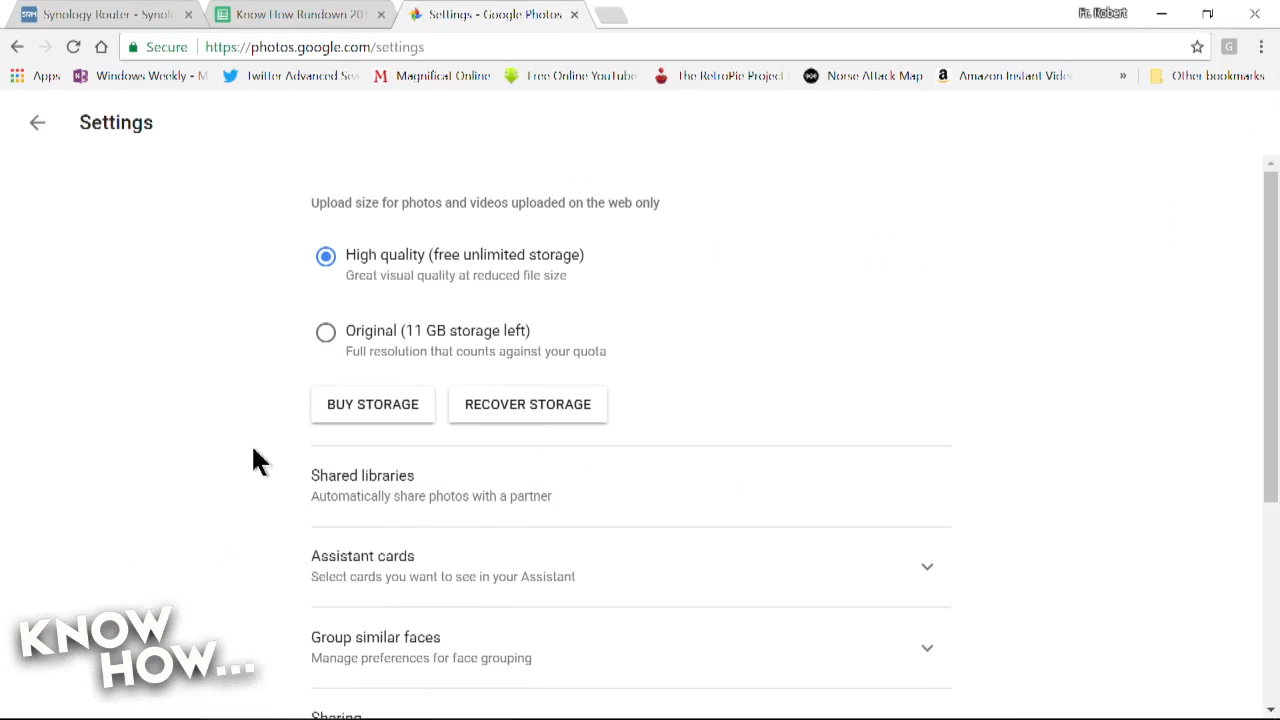 Synology Router - Synol
Know How Rundown 201
Settings - Google Photos
Fr. Robert
Secure
https://photos.google.com/settings
G
Apps
Windows Weekly - M
Twitter Advanced Sea
Magnificat Online
Free Online YouTube
The RetroPie Project
Norse Attack Map
Amazon Instant Vide
»
Other bookmarks
Settings
Upload size for photos and videos uploaded on the web only
High quality (free unlimited storage)
Great visual quality at reduced file size
Original (11 GB storage left)
Full resolution that counts against your quota
BUY STORAGE
RECOVER STORAGE
Shared libraries
Automatically share photos with a partner
Assistant cards
Select cards you want to see in your Assistant
Group similar faces
Manage preferences for face grouping
Sharing
KNOW
HOW...